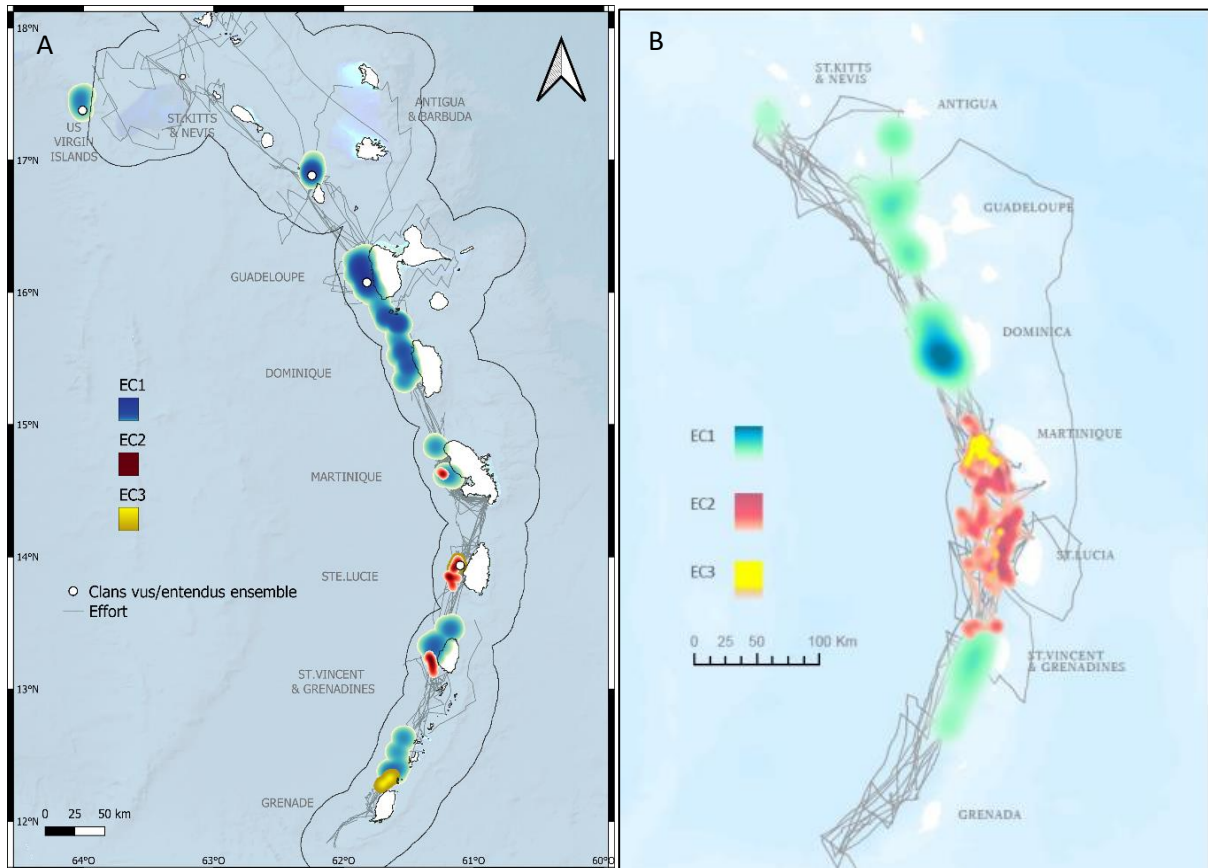 A
18°N
17°N
16°N
15°N
14°N
13°N
12°N
64°O
63°O
62°O
61°O
60°O
US
VIRGIN
ISLANDS
ST.KITTS
& NEVIS
ANTIGUA
& BARBUDA
GUADELOUPE
DOMINIQUE
MARTINIQUE
STE.LUCIE
ST.VINCENT
& GRENADINES
GRENADE
EC1
EC2
EC3
Clans vus/entendus ensemble
Effort
0 25 50 km
B
ST.KITTS
& NEVIS
ANTIGUA
GUADELOUPE
DOMINICA
MARTINIQUE
ST.LUCIA
ST.VINCENT
& GRENADINES
GRENADA
EC1
EC2
EC3
0 25 50 100 Km